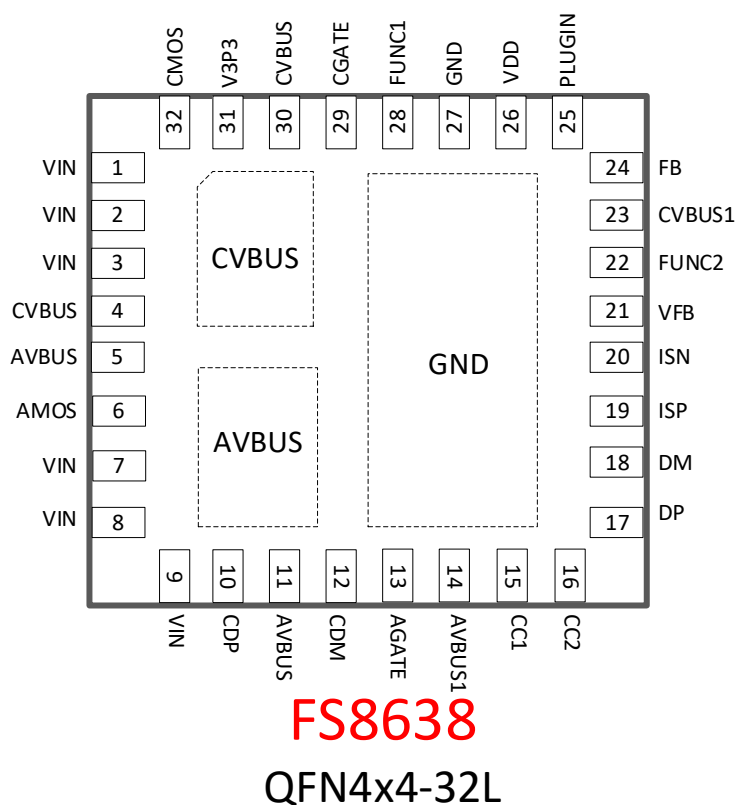 CMOS V3P3 CVBUS CGATE FUNC1 GND VDD PLUGIN
32 31 30 29 28 27 26 25
VIN 1
VIN 2
VIN 3
CVBUS 4
AVBUS 5
AMOS 6
VIN 7
VIN 8
CVBUS
AVBUS
GND
24 FB
23 CVBUS1
22 FUNC2
21 VFB
20 ISN
19 ISP
18 DM
17 DP
9 10 11 12 13 14 15 16
VIN CDP AVBUS CDM AGATE AVBUS1 CC1 CC2
FS8638
QFN4x4-32L